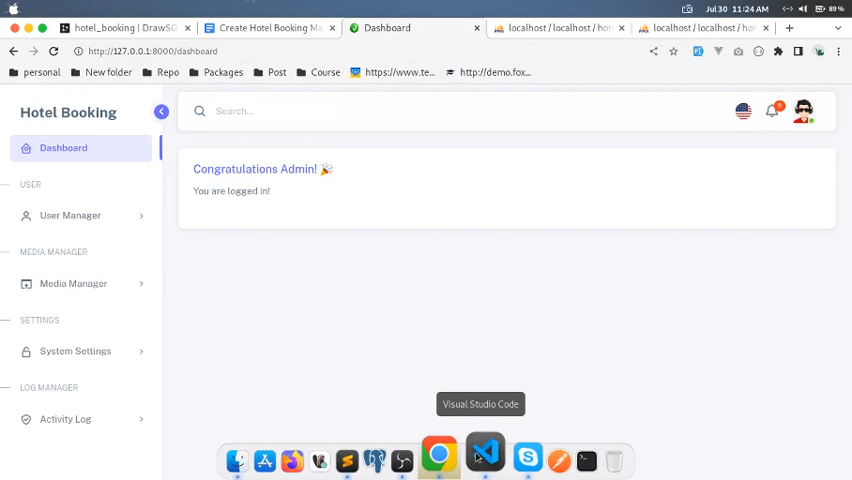 Jul 30 11:24 AM 89 %
hotel_booking | DrawSQ
Create Hotel Booking Ma
Dashboard
localhost / localhost / hot
localhost / localhost / hote
http://127.0.0.1:8000/dashboard
personal
New folder
Repo
Packages
Post
Course
https://www.te...
http://demo.fox...
Hotel Booking
Search...
5
Dashboard
Congratulations Admin! 🎉
You are logged in!
USER
User Manager
MEDIA MANAGER
Media Manager
SETTINGS
System Settings
LOG MANAGER
Activity Log
Visual Studio Code